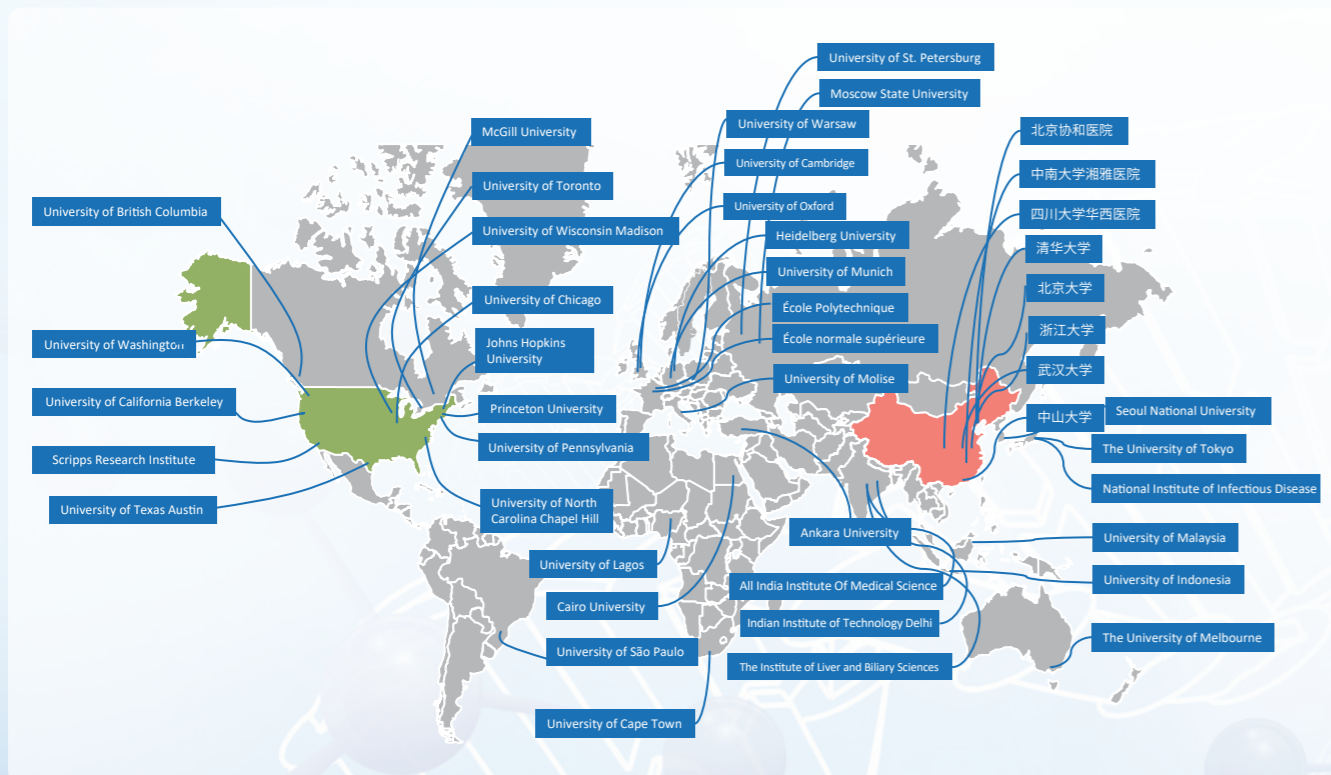 University of St. Petersburg
Moscow State University
University of Warsaw
University of Cambridge
University of Oxford
Heidelberg University
University of Munich
École Polytechnique
École normale supérieure
University of Molise
McGill University
University of Toronto
University of Wisconsin Madison
University of Chicago
Johns Hopkins
University
Princeton University
University of Pennsylvania
University of North
Carolina Chapel Hill
University of British Columbia
University of Washington
University of California Berkeley
Scripps Research Institute
University of Texas Austin
University of Lagos
Cairo University
University of São Paulo
University of Cape Town
Ankara University
All India Institute Of Medical Science
Indian Institute of Technology Delhi
The Institute of Liver and Biliary Sciences
北京协和医院
中南大学湘雅医院
四川大学华西医院
清华大学
北京大学
浙江大学
武汉大学
中山大学
Seoul National University
The University of Tokyo
National Institute of Infectious Disease
University of Malaysia
University of Indonesia
The University of Melbourne